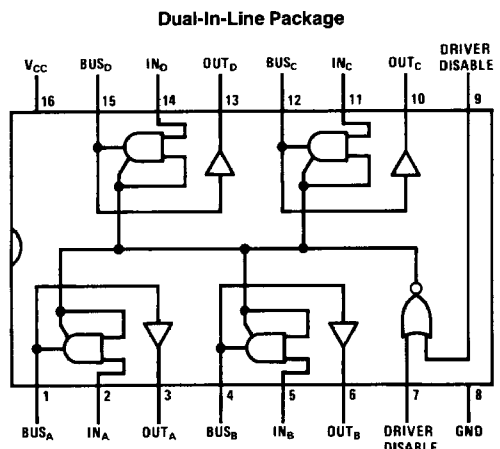 Dual-In-Line Package
VCC BUSD IND OUTD BUSC INC OUTC DRIVER DISABLE
16 15 14 13 12 11 10 9
1 2 3 4 5 6 7 8
BUSA INA OUTA BUSB INB OUTB DRIVER DISABLE GND